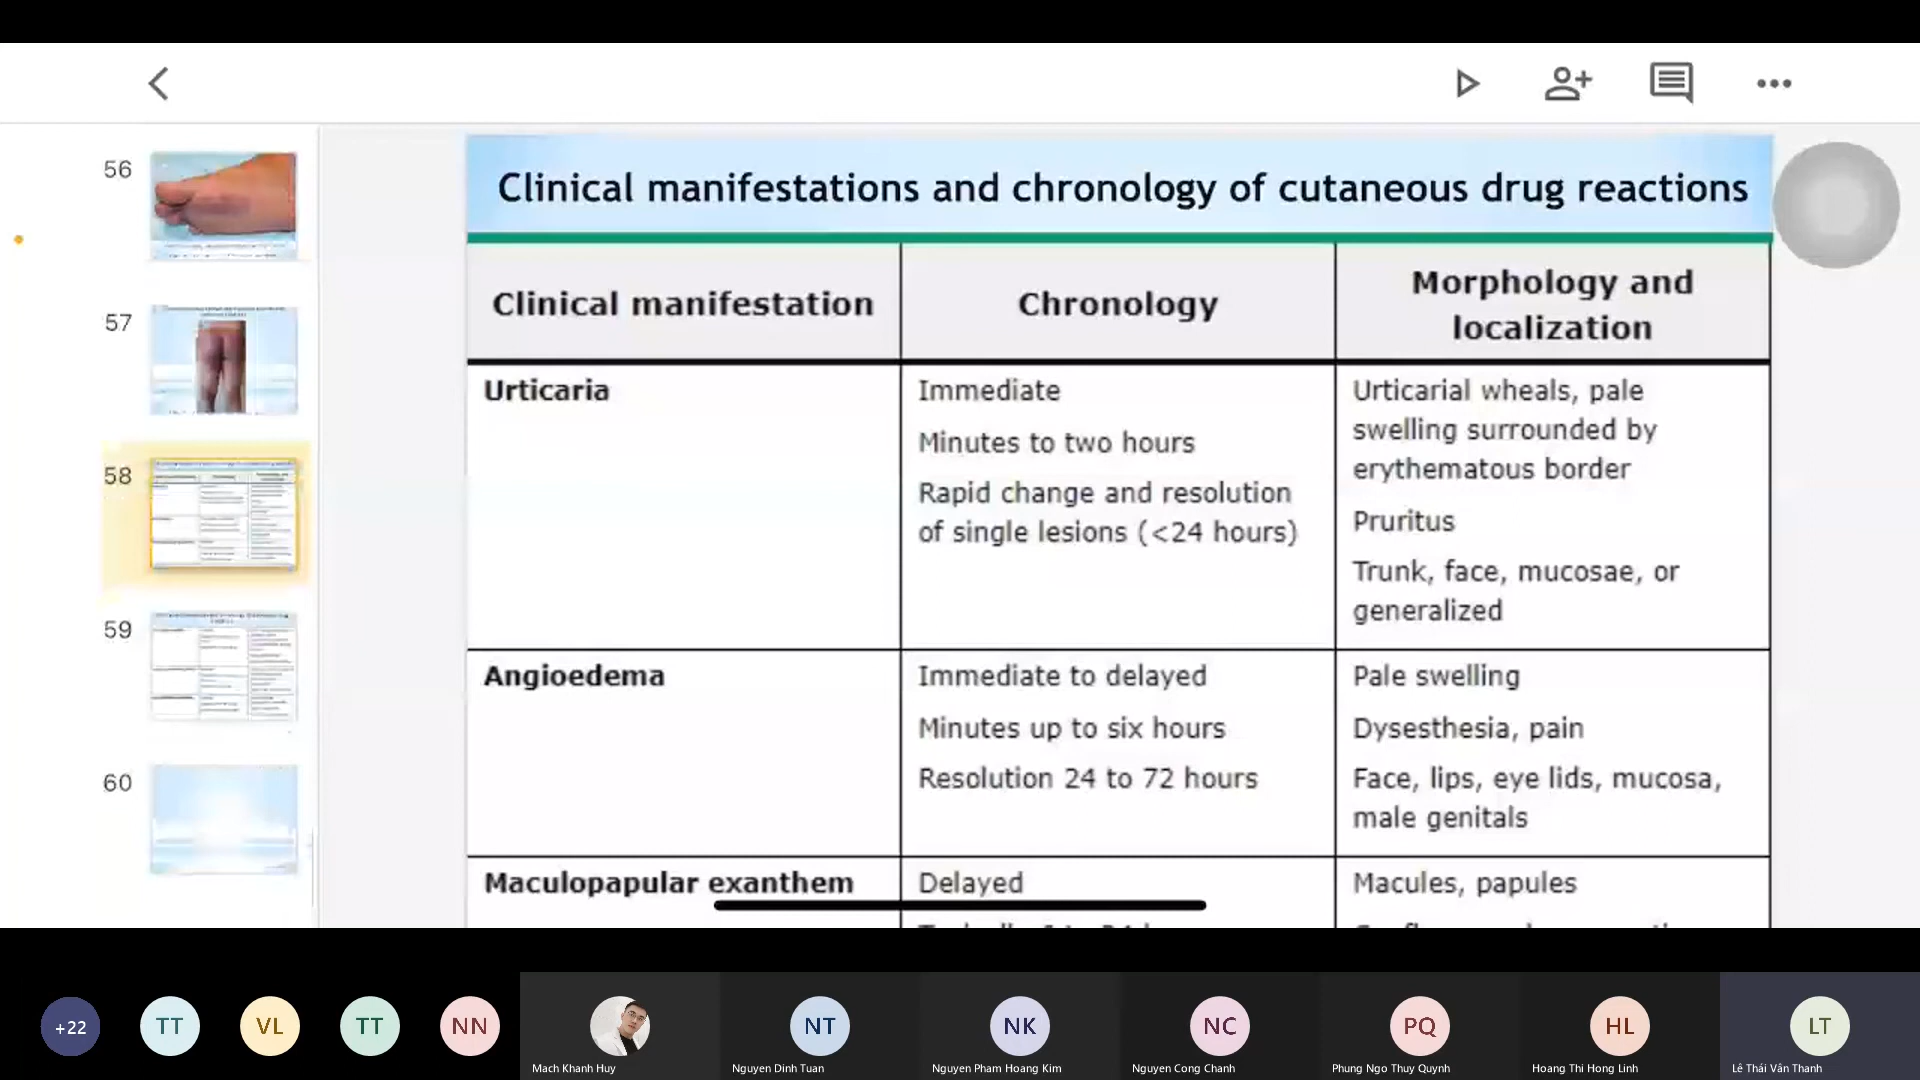 56
57
58
59
60
Clinical manifestations and chronology of cutaneous drug reactions
Clinical manifestation
Chronology
Morphology and
localization
Urticaria
Immediate
Minutes to two hours
Rapid change and resolution
of single lesions (<24 hours)
Urticarial wheals, pale
swelling surrounded by
erythematous border
Pruritus
Trunk, face, mucosae, or
generalized
Angioedema
Immediate to delayed
Minutes up to six hours
Resolution 24 to 72 hours
Pale swelling
Dysesthesia, pain
Face, lips, eye lids, mucosa,
male genitals
Maculopapular exanthem
Delayed
Macules, papules
+22
TT
VL
TT
NN
Mach Khanh Huy
NT
Nguyen Dinh Tuan
NK
Nguyen Pham Hoang Kim
NC
Nguyen Cong Chanh
PQ
Phung Ngo Thuy Quynh
HL
Hoang Thi Hong Linh
LT
Lê Thái Vân Thanh